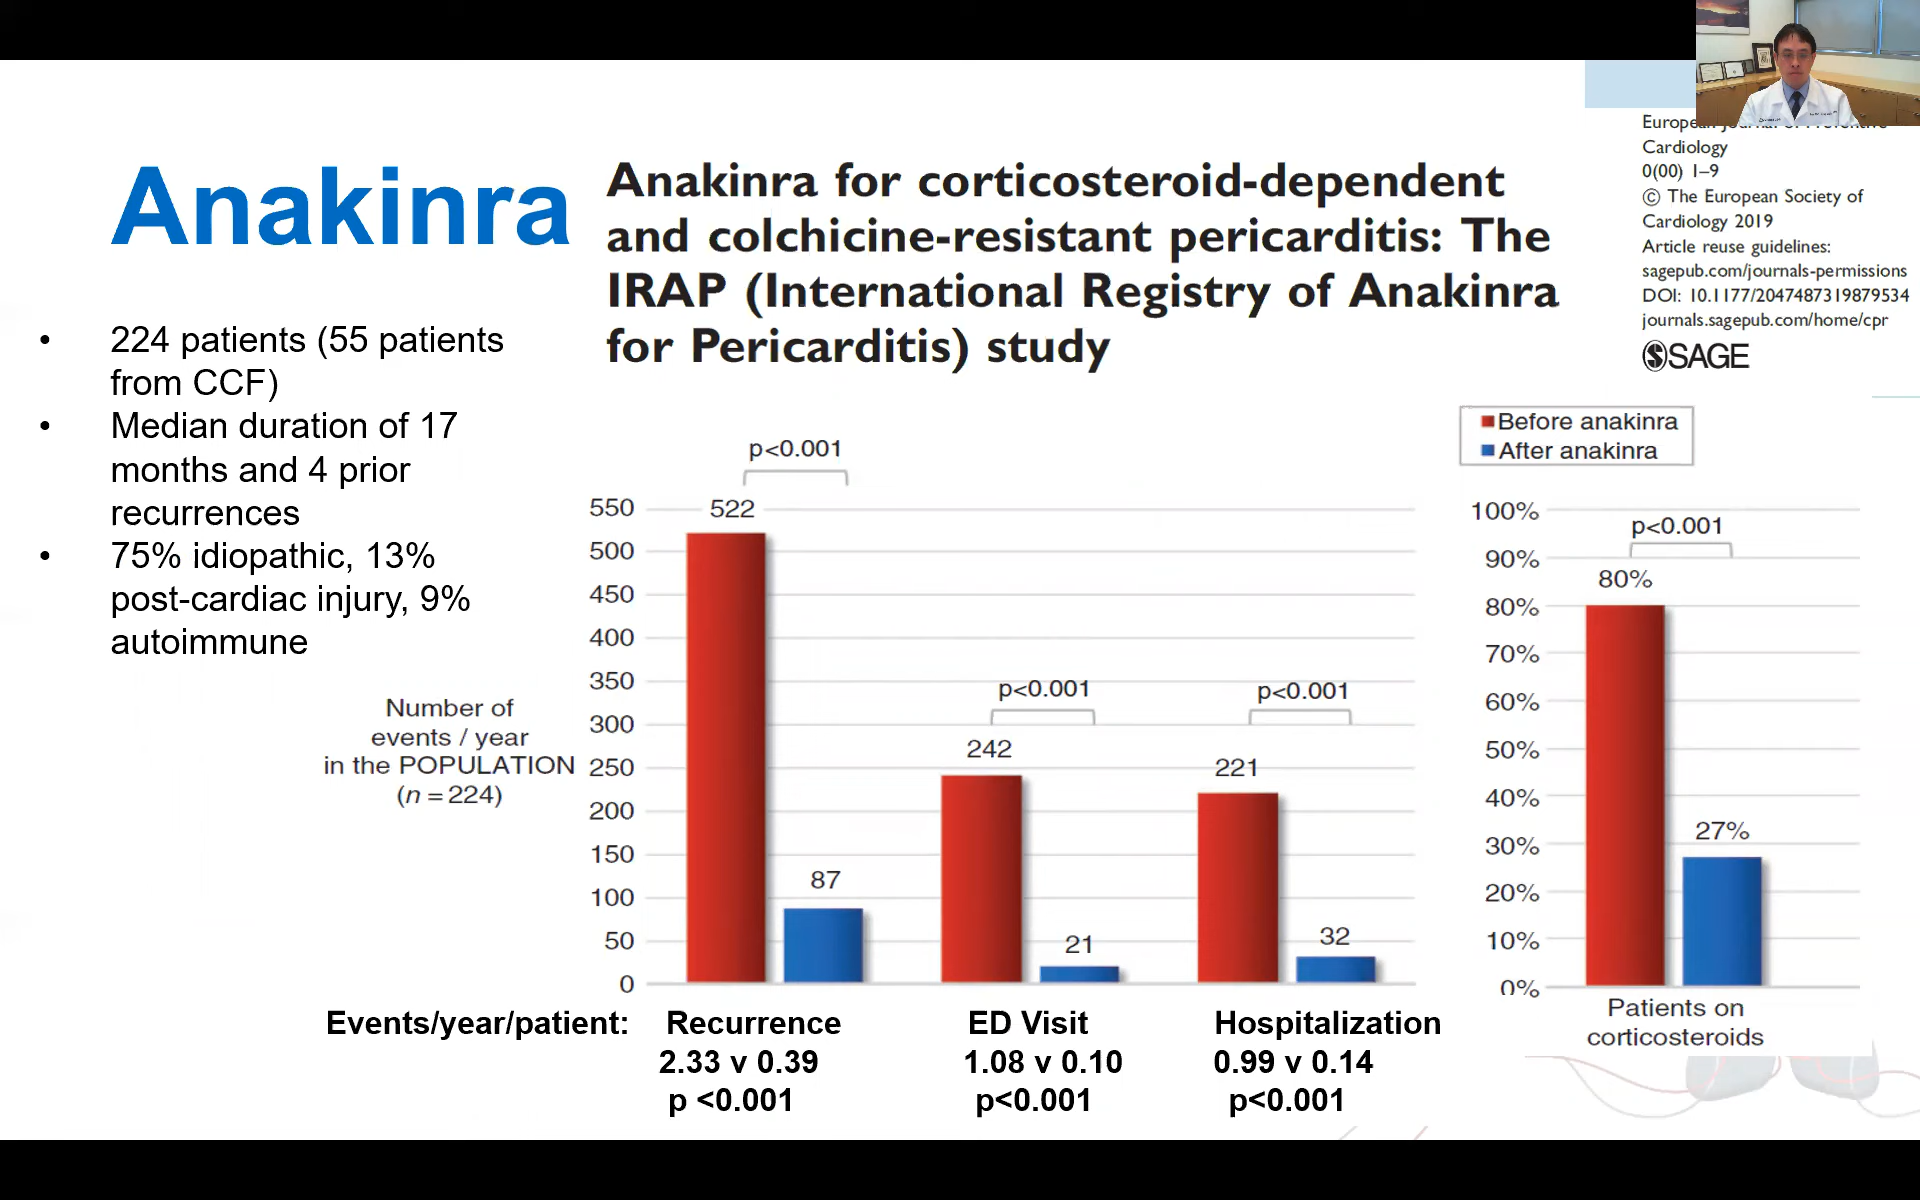 Anakinra
Anakinra for corticosteroid-dependent
and colchicine-resistant pericarditis: The
IRAP (International Registry of Anakinra
for Pericarditis) study
European Journal of Preventive
Cardiology
0(00) 1–9
© The European Society of
Cardiology 2019
Article reuse guidelines:
sagepub.com/journals-permissions
DOI: 10.1177/2047487319879534
journals.sagepub.com/home/cpr
SAGE
• 224 patients (55 patients
from CCF)
• Median duration of 17
months and 4 prior
recurrences
• 75% idiopathic, 13%
post-cardiac injury, 9%
autoimmune
Number of
events / year
in the POPULATION
(n = 224)
550
500
450
400
350
300
250
200
150
100
50
0
p<0.001
522
87
p<0.001
242
21
p<0.001
221
32
Before anakinra
After anakinra
100%
90%
80%
70%
60%
50%
40%
30%
20%
10%
0%
p<0.001
80%
27%
Patients on
corticosteroids
Events/year/patient: Recurrence ED Visit Hospitalization
2.33 v 0.39 1.08 v 0.10 0.99 v 0.14
p <0.001 p<0.001 p<0.001